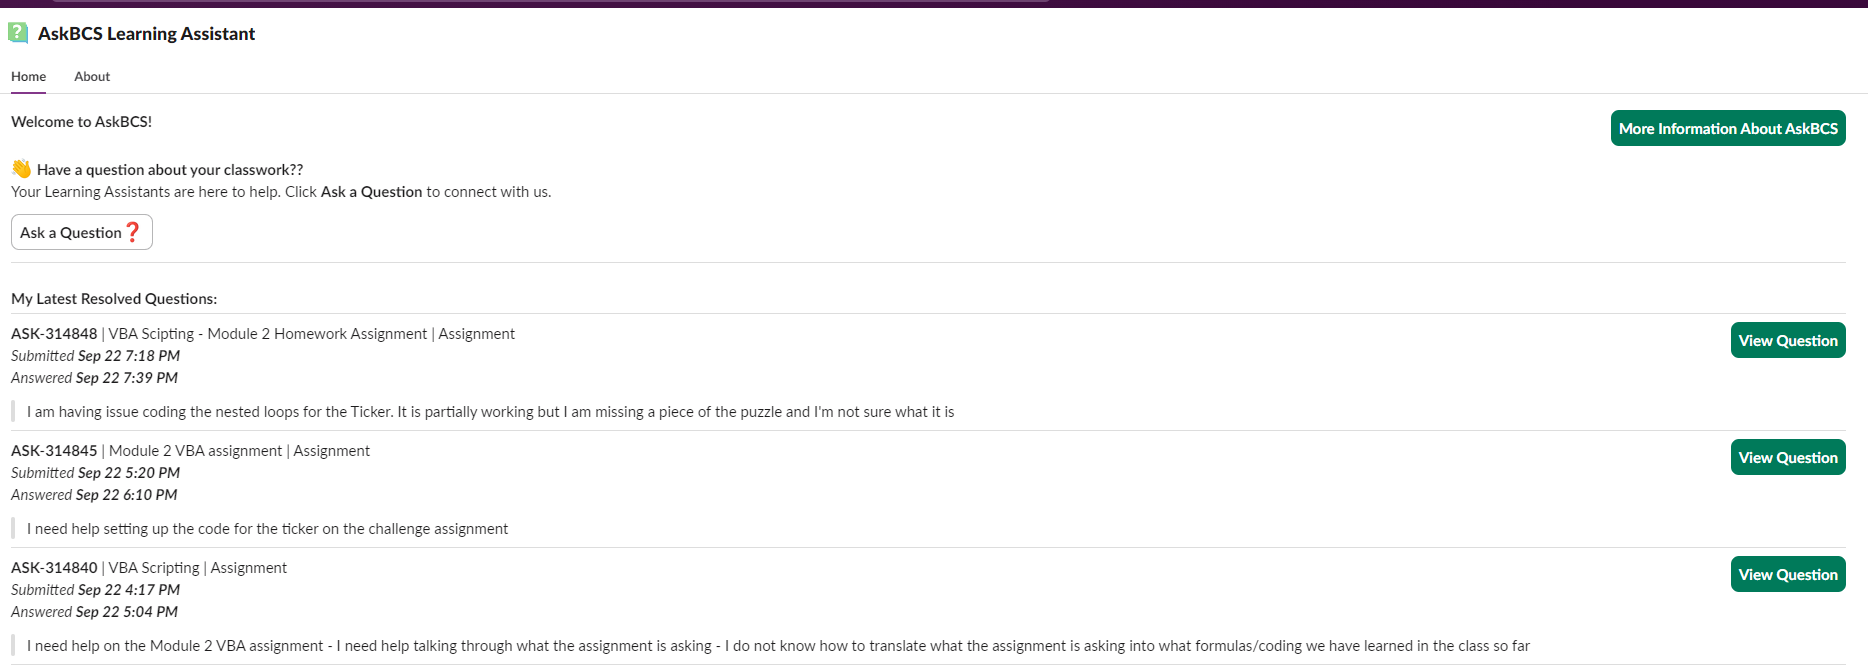 AskBCS Learning Assistant
Home About
Welcome to AskBCS!
More Information About AskBCS
Have a question about your classwork??
Your Learning Assistants are here to help. Click Ask a Question to connect with us.
Ask a Question❓
My Latest Resolved Questions:
ASK-314848 | VBA Scipting - Module 2 Homework Assignment | Assignment
View Question
Submitted Sep 22 7:18 PM
Answered Sep 22 7:39 PM
I am having issue coding the nested loops for the Ticker. It is partially working but I am missing a piece of the puzzle and I'm not sure what it is
ASK-314845 | Module 2 VBA assignment | Assignment
View Question
Submitted Sep 22 5:20 PM
Answered Sep 22 6:10 PM
I need help setting up the code for the ticker on the challenge assignment
ASK-314840 | VBA Scripting | Assignment
View Question
Submitted Sep 22 4:17 PM
Answered Sep 22 5:04 PM
I need help on the Module 2 VBA assignment - I need help talking through what the assignment is asking - I do not know how to translate what the assignment is asking into what formulas/coding we have learned in the class so far